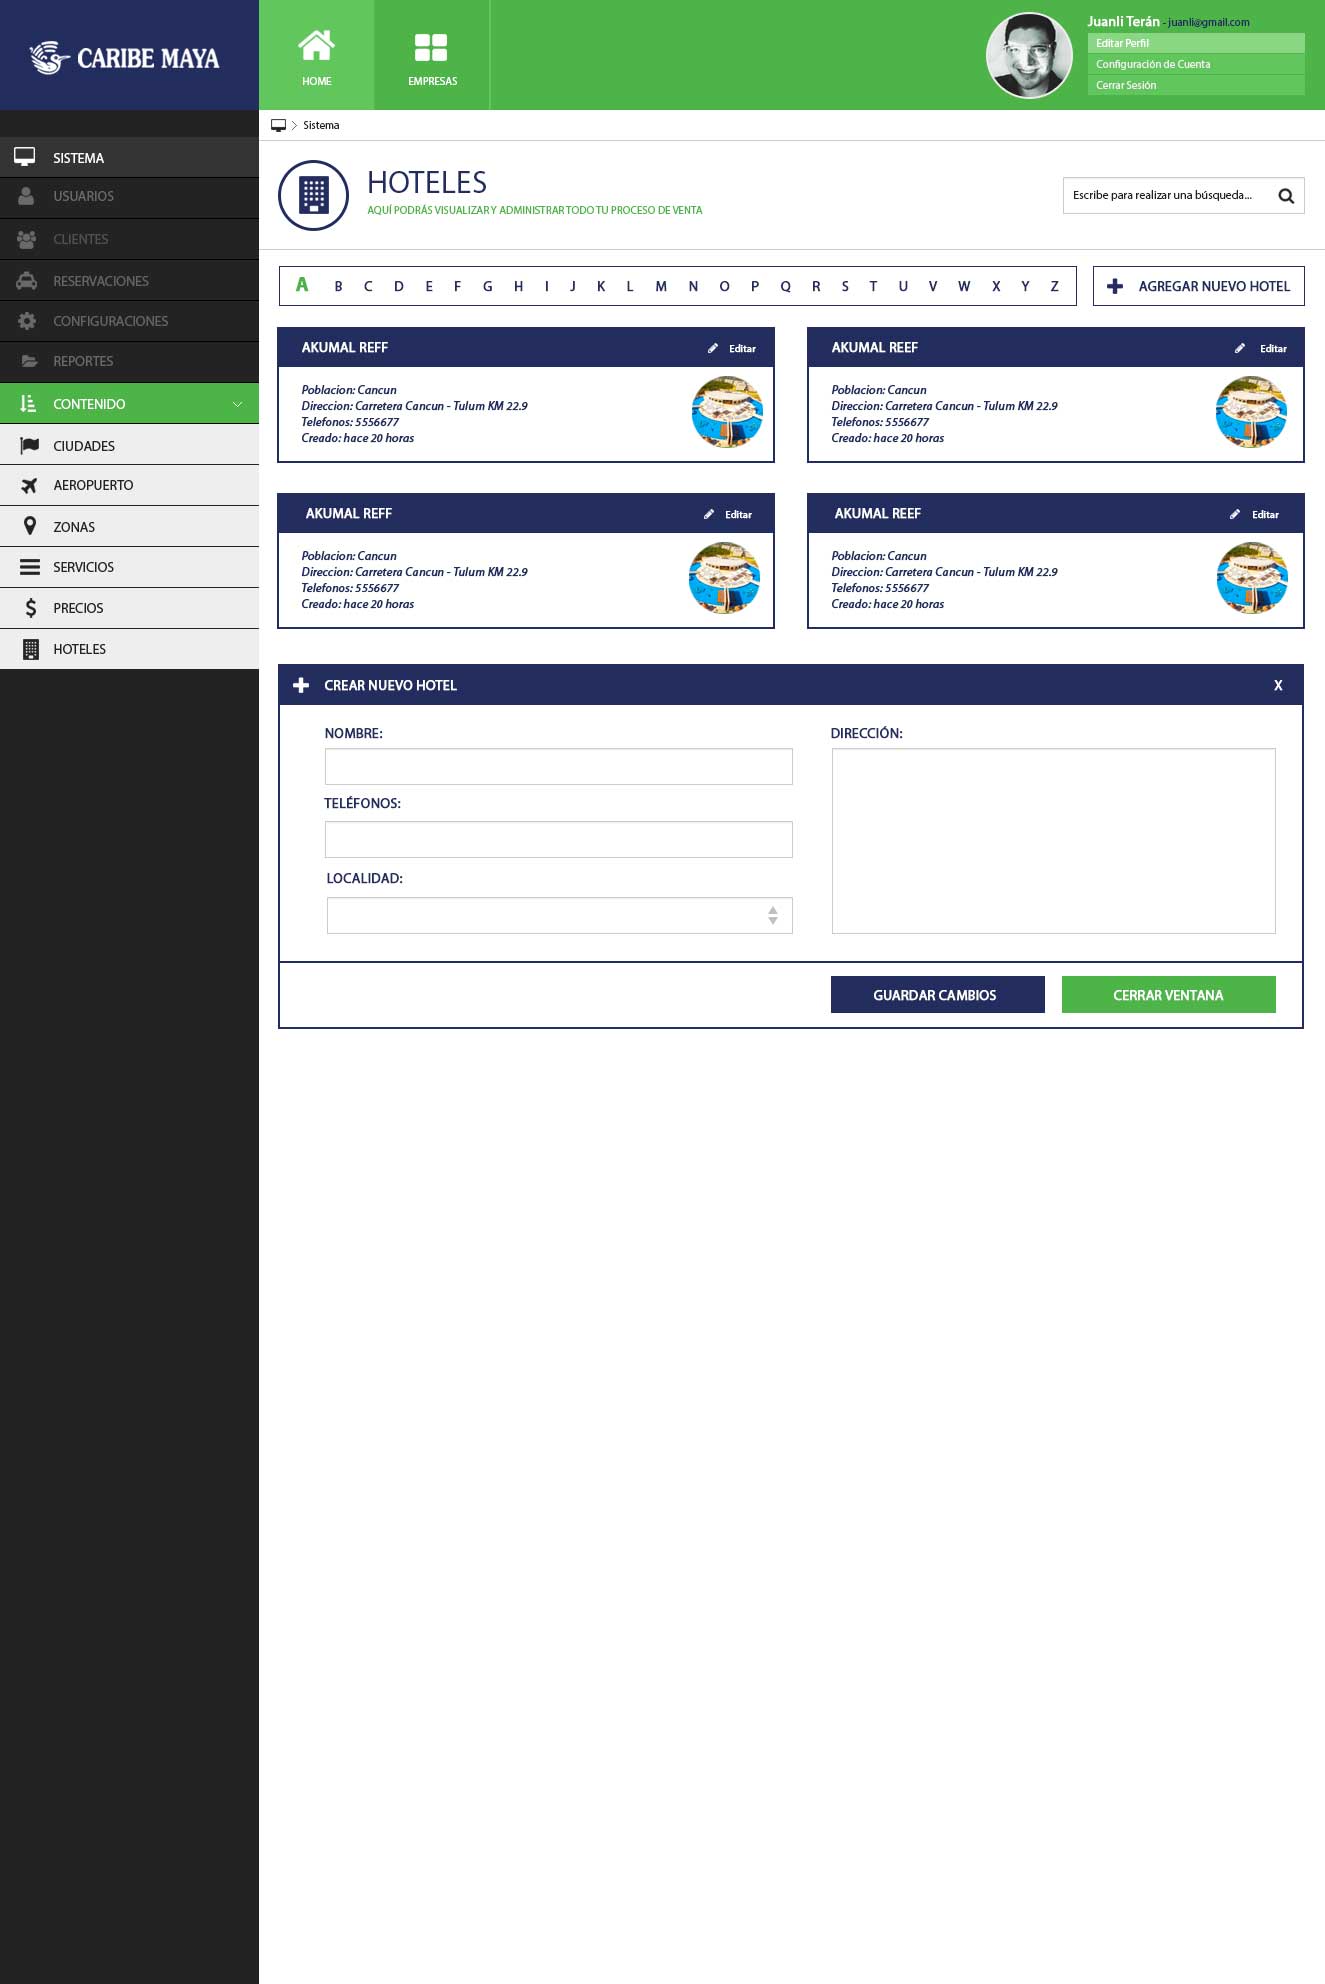 CARIBE MAYA
HOME
EMPRESAS
Juanli Terán - juanli@gmail.com
Editar Perfil
Configuración de Cuenta
Cerrar Sesión
Sistema
SISTEMA
USUARIOS
CLIENTES
RESERVACIONES
CONFIGURACIONES
REPORTES
CONTENIDO
CIUDADES
AEROPUERTO
ZONAS
SERVICIOS
PRECIOS
HOTELES
HOTELES
AQUÍ PODRÁS VISUALIZAR Y ADMINISTRAR TODO TU PROCESO DE VENTA
Escribe para realizar una búsqueda...
A B C D E F G H I J K L M N O P Q R S T U V W X Y Z
AGREGAR NUEVO HOTEL
AKUMAL REFF
Editar
Poblacion: Cancun
Direccion: Carretera Cancun - Tulum KM 22.9
Telefonos: 5556677
Creado: hace 20 horas
AKUMAL REEF
Editar
Poblacion: Cancun
Direccion: Carretera Cancun - Tulum KM 22.9
Telefonos: 5556677
Creado: hace 20 horas
AKUMAL REFF
Editar
Poblacion: Cancun
Direccion: Carretera Cancun - Tulum KM 22.9
Telefonos: 5556677
Creado: hace 20 horas
AKUMAL REEF
Editar
Poblacion: Cancun
Direccion: Carretera Cancun - Tulum KM 22.9
Telefonos: 5556677
Creado: hace 20 horas
CREAR NUEVO HOTEL
X
NOMBRE:
TELÉFONOS:
LOCALIDAD:
DIRECCIÓN:
GUARDAR CAMBIOS
CERRAR VENTANA